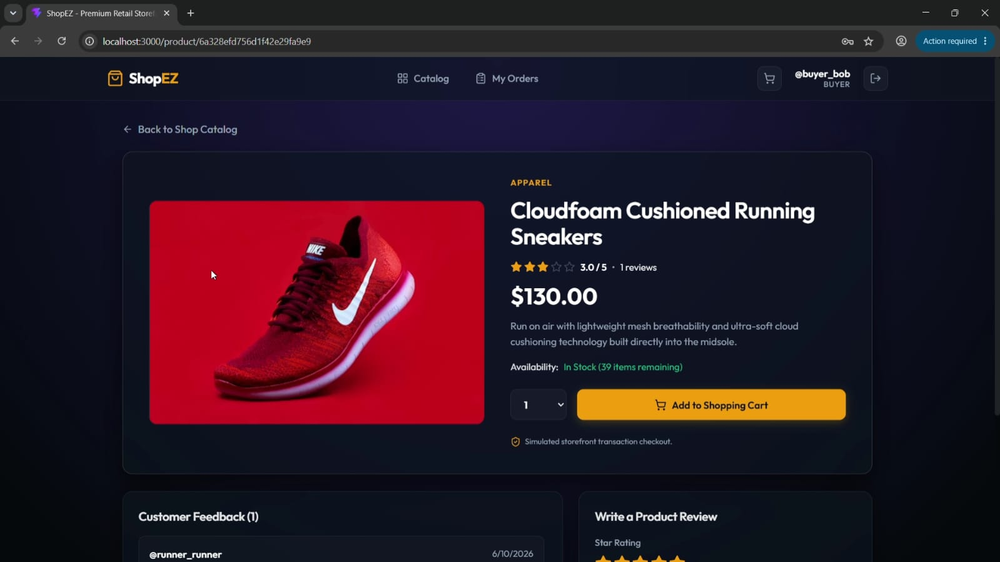 ShopEZ - Premium Retail Storef
localhost:3000/product/6a328efd756d1f42e29fa9e9
Action required
ShopEZ
Catalog
My Orders
@buyer_bob
BUYER
Back to Shop Catalog
NIKE
APPAREL
Cloudfoam Cushioned Running
Sneakers
3.0 / 5 • 1 reviews
$130.00
Run on air with lightweight mesh breathability and ultra-soft cloud
cushioning technology built directly into the midsole.
Availability: In Stock (39 items remaining)
1
Add to Shopping Cart
Simulated storefront transaction checkout.
Customer Feedback (1)
@runner_runner
6/10/2026
Write a Product Review
Star Rating